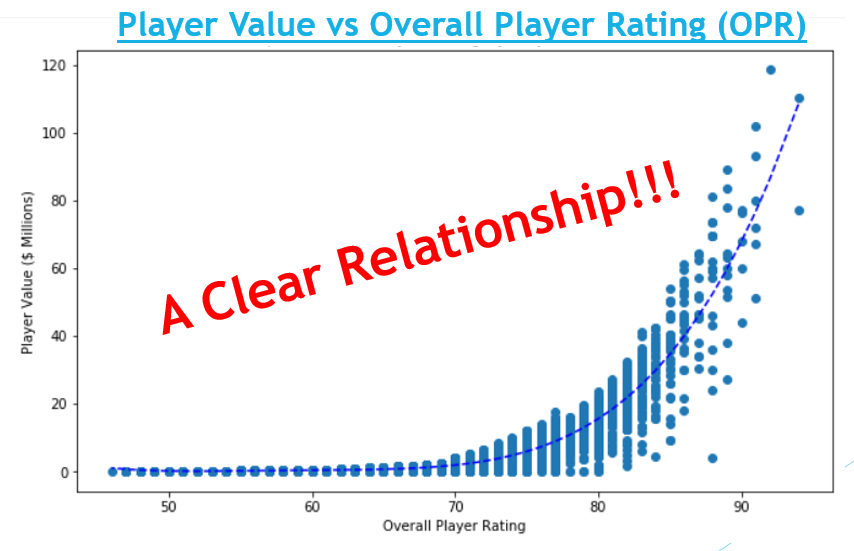 Player Value vs Overall Player Rating (OPR)
120
100
80
60
40
20
0
Player Value ($ Millions)
A Clear Relationship!!!
50 60 70 80 90
Overall Player Rating